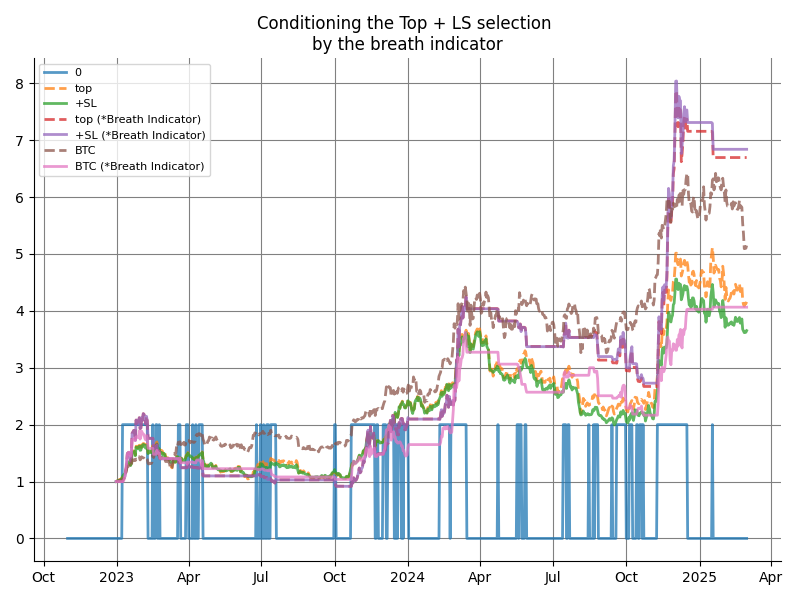 Conditioning the Top + LS selection
by the breath indicator
0
top
+SL
top (*Breath Indicator)
+SL (*Breath Indicator)
BTC
BTC (*Breath Indicator)
8
7
6
5
4
3
2
1
0
Oct
2023
Apr
Jul
Oct
2024
Apr
Jul
Oct
2025
Apr